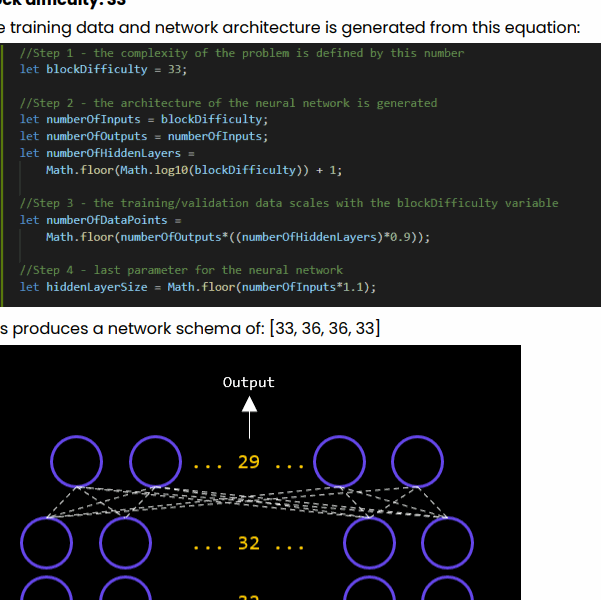 ck difficulty: 33
e training data and network architecture is generated from this equation:
//Step 1 - the complexity of the problem is defined by this number
let blockDifficulty = 33;
//Step 2 - the architecture of the neural network is generated
let numberOfInputs = blockDifficulty;
let numberOfOutputs = numberOfInputs;
let numberOfHiddenLayers =
Math.floor(Math.log10(blockDifficulty)) + 1;
//Step 3 - the training/validation data scales with the blockDifficulty variable
let numberOfDataPoints =
Math.floor(numberOfOutputs*((numberOfHiddenLayers)*0.9));
//Step 4 - last parameter for the neural network
let hiddenLayerSize = Math.floor(numberOfInputs*1.1);
s produces a network schema of: [33, 36, 36, 33]
Output
... 29 ...
... 32 ...